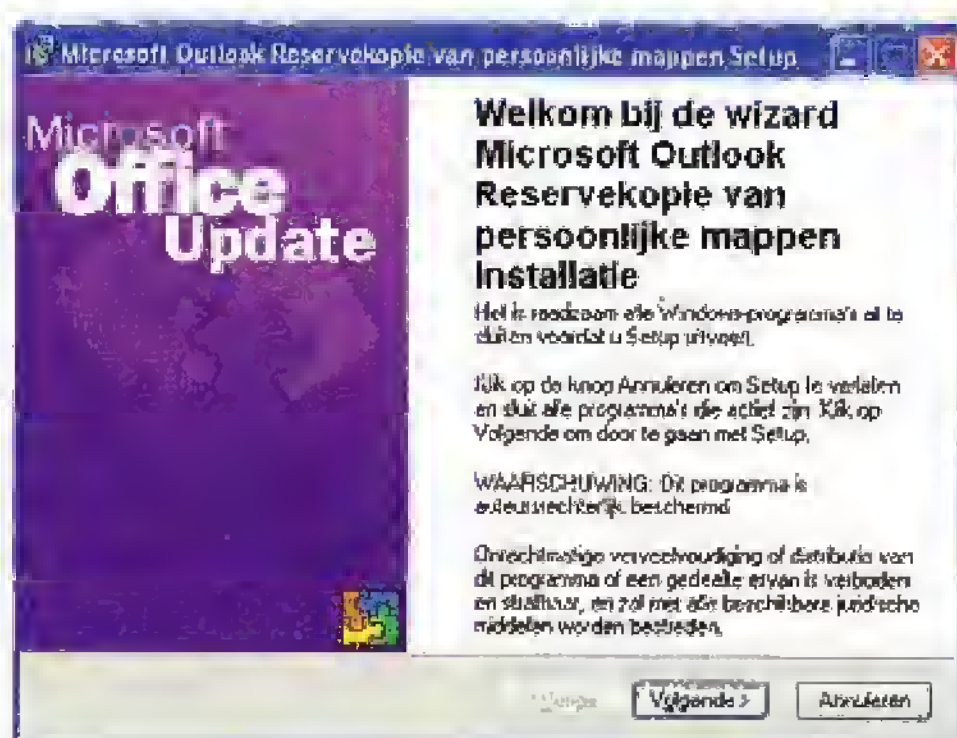 Microsoft Outlook Reservekopie van persoonlijke mappen Setup
Microsoft
Office
Update
Welkom bij de wizard
Microsoft Outlook
Reservekopie van
persoonlijke mappen
Installatie
Het is raadzaam alle Windows-programma's af te
sluiten voordat u Setup uitvoert.
Klik op de knop Annuleren om Setup te verlaten
en sluit alle programma's die actief zijn. Klik op
Volgende om door te gaan met Setup.
WAARSCHUWING: Dit programma is
auteursrechterlijk beschermd
Onrechtmatige verveelvoudiging of distributie van
dit programma of een gedeelte ervan is verboden
en strafbaar, en zal met alle beschikbare juridische
middelen worden bestreden.
Volgende >
Annuleren